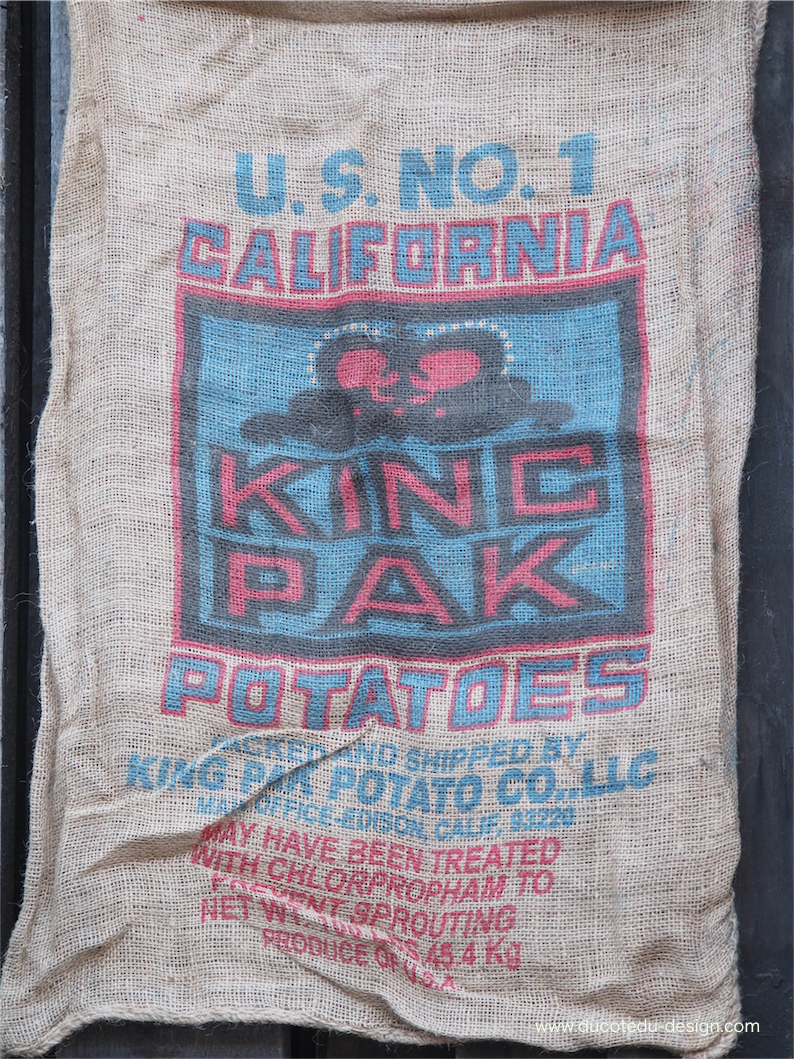 U.S. NO. 1
CALIFORNIA
KING
PAK
POTATOES
PACKED AND SHIPPED BY
KING PAK POTATO CO., LLC
MAIN OFFICE-EDISON, CALIF, 93220
MAY HAVE BEEN TREATED
WITH CHLORPROPHAM TO
PREVENT SPROUTING
NET WT. 100 LBS. 45.4 Kg
PRODUCE OF U.S.A.
www.ducotedu-design.com